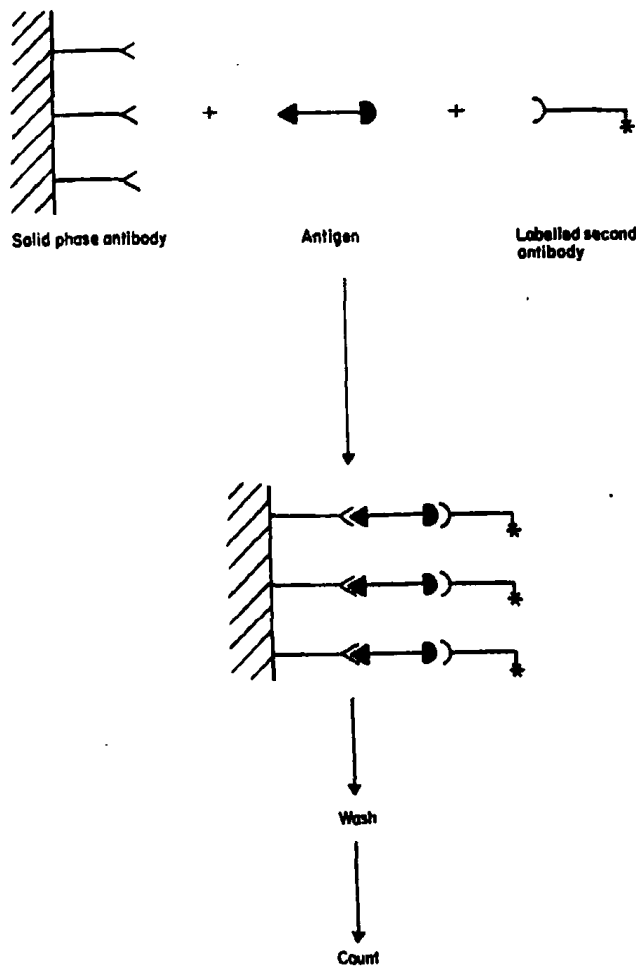 +
+
*
Solid phase antibody
Antigen
Labelled second
antibody
*
*
*
Wash
Count